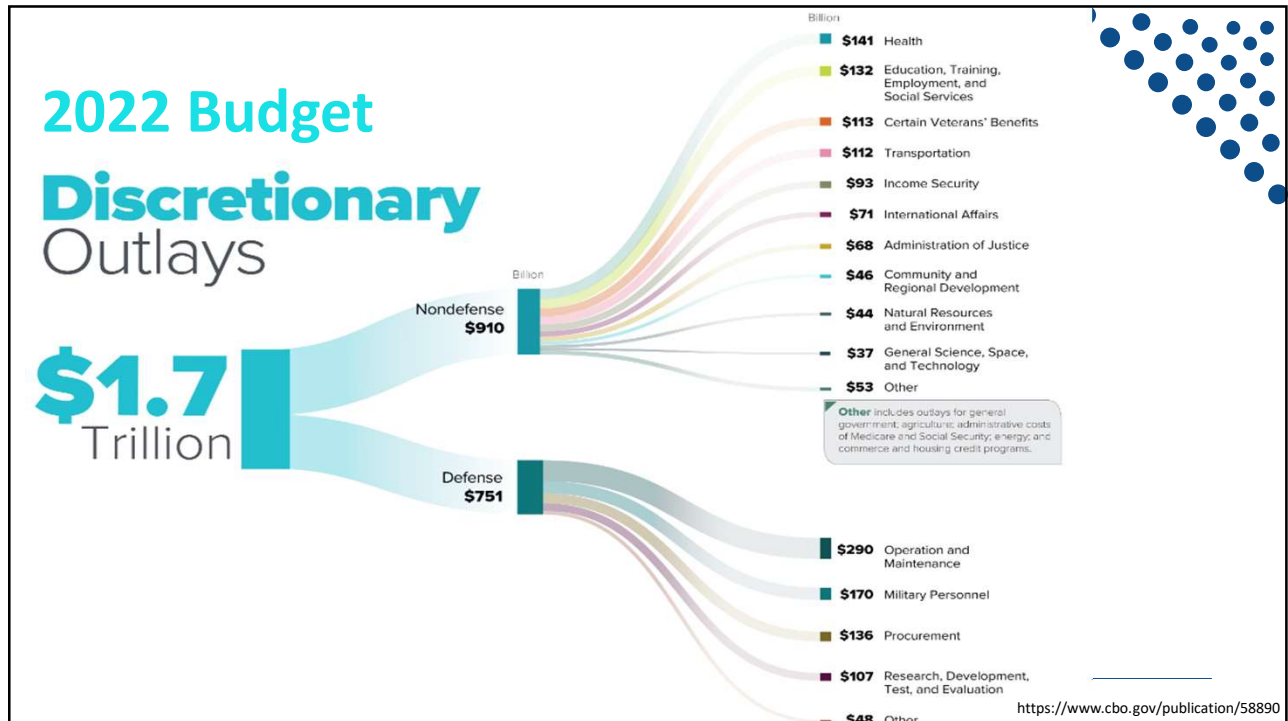 2022 Budget
Discretionary
Outlays
$1.7
Trillion
Billion
Nondefense
$910
Defense
$751
Billion
$141 Health
$132 Education, Training,
Employment, and
Social Services
$113 Certain Veterans' Benefits
$112 Transportation
$93 Income Security
$71 International Affairs
$68 Administration of Justice
$46 Community and
Regional Development
$44 Natural Resources
and Environment
$37 General Science, Space,
and Technology
$53 Other
Other includes outlays for general
government; agriculture; administrative costs
of Medicare and Social Security; energy; and
commerce and housing credit programs.
$290 Operation and
Maintenance
$170 Military Personnel
$136 Procurement
$107 Research, Development,
Test, and Evaluation
$48 Other
https://www.cbo.gov/publication/58890